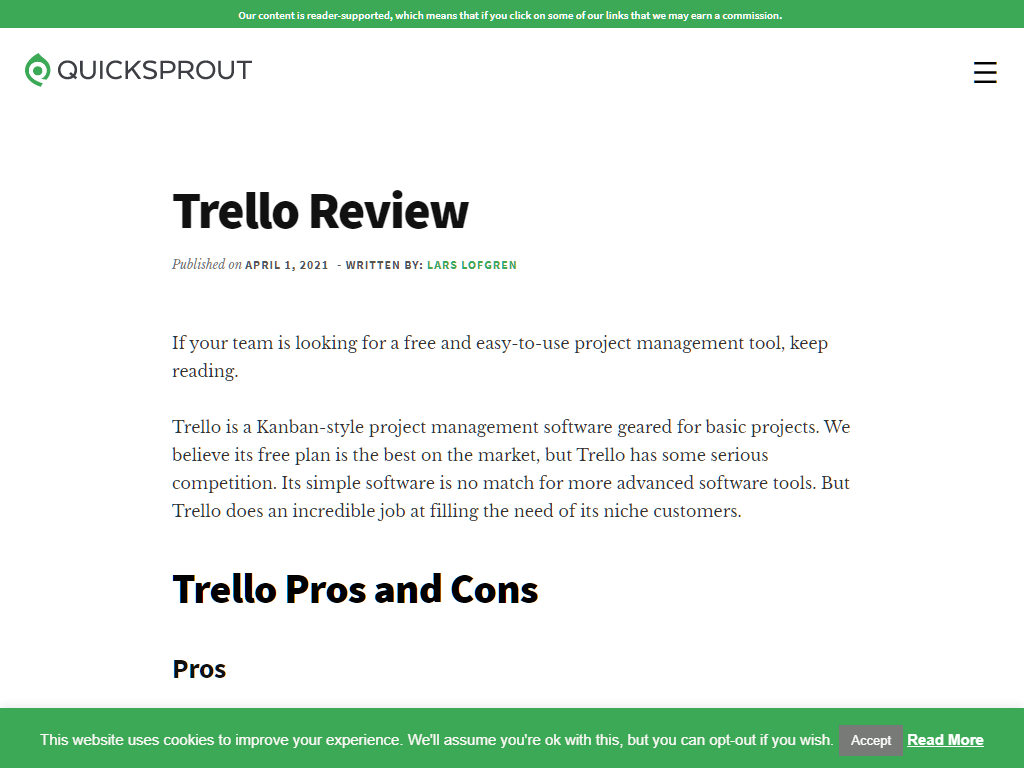 Our content is reader-supported, which means that if you click on some of our links that we may earn a commission.
QUICKSPROUT
Trello Review
Published on APRIL 1, 2021 - WRITTEN BY: LARS LOFGREN
If your team is looking for a free and easy-to-use project management tool, keep
reading.
Trello is a Kanban-style project management software geared for basic projects. We
believe its free plan is the best on the market, but Trello has some serious
competition. Its simple software is no match for more advanced software tools. But
Trello does an incredible job at filling the need of its niche customers.
Trello Pros and Cons
Pros
This website uses cookies to improve your experience. We'll assume you're ok with this, but you can opt-out if you wish. Accept Read More